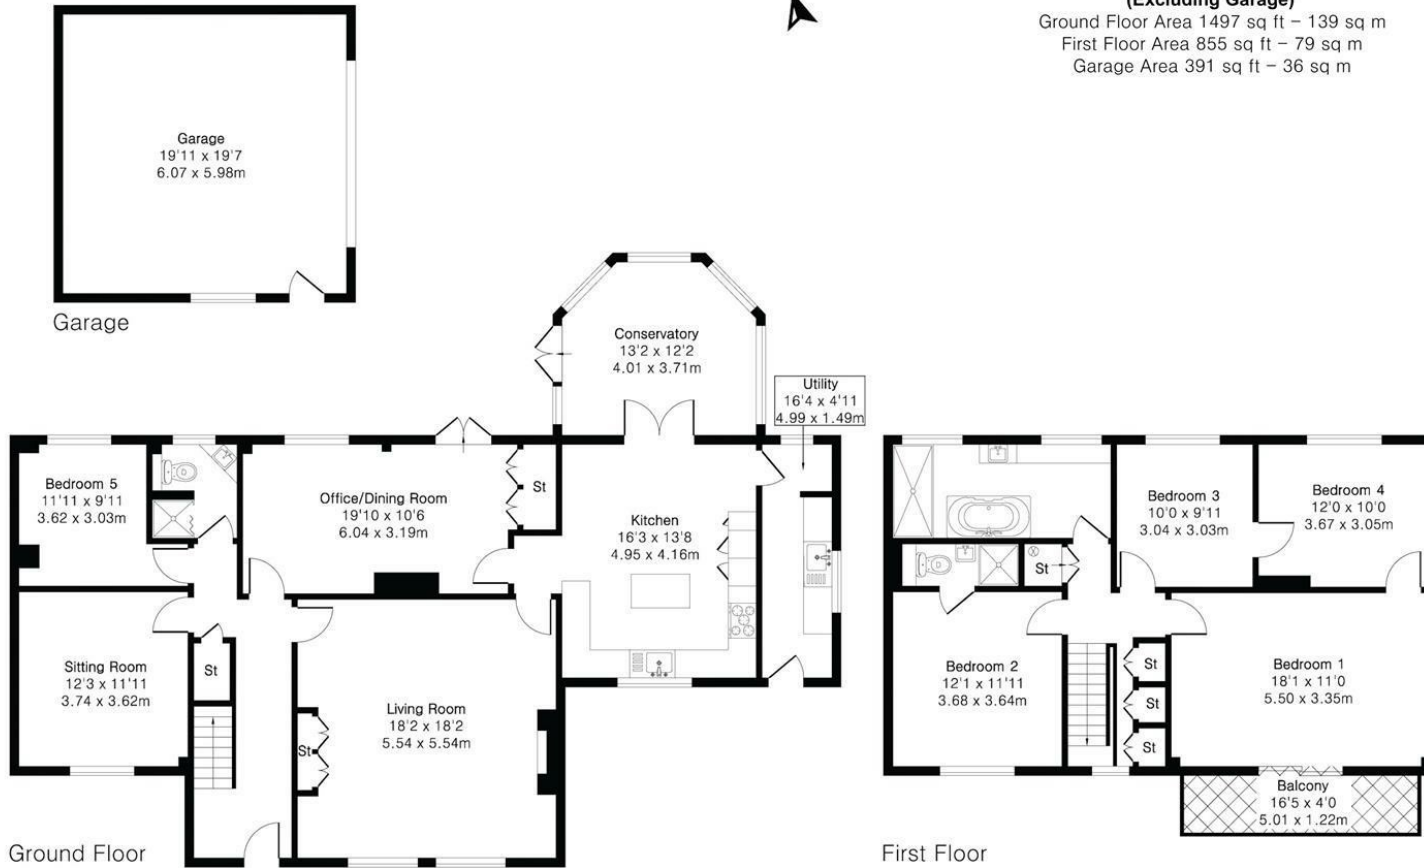 (Excluding Garage)
Ground Floor Area 1497 sq ft – 139 sq m
First Floor Area 855 sq ft – 79 sq m
Garage Area 391 sq ft – 36 sq m
Garage
19'11 x 19'7
6.07 x 5.98m
Garage
Conservatory
13'2 x 12'2
4.01 x 3.71m
Utility
16'4 x 4'11
4.99 x 1.49m
Bedroom 5
11'11 x 9'11
3.62 x 3.03m
Office/Dining Room
19'10 x 10'6
6.04 x 3.19m
St
Kitchen
16'3 x 13'8
4.95 x 4.16m
Sitting Room
12'3 x 11'11
3.74 x 3.62m
St
Living Room
18'2 x 18'2
5.54 x 5.54m
St
Ground Floor
Bedroom 3
10'0 x 9'11
3.04 x 3.03m
Bedroom 4
12'0 x 10'0
3.67 x 3.05m
St
Bedroom 2
12'1 x 11'11
3.68 x 3.64m
St
St
St
Bedroom 1
18'1 x 11'0
5.50 x 3.35m
Balcony
16'5 x 4'0
5.01 x 1.22m
First Floor